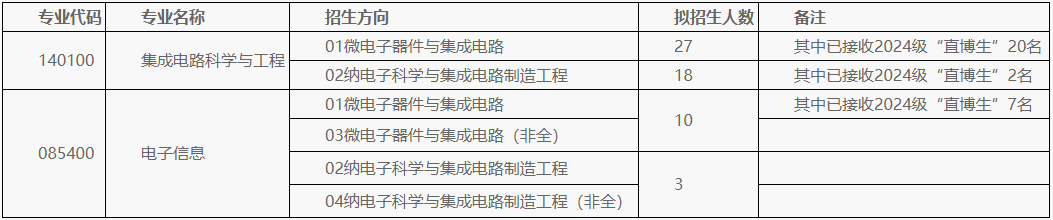 专业代码 专业名称 招生方向 拟招生人数 备注
140100 集成电路科学与工程 01微电子器件与集成电路 27 其中已接收2024级“直博生”20名
02纳电子科学与集成电路制造工程 18 其中已接收2024级“直博生”2名
085400 电子信息 01微电子器件与集成电路 10 其中已接收2024级“直博生”7名
03微电子器件与集成电路（非全）
02纳电子科学与集成电路制造工程 3
04纳电子科学与集成电路制造工程（非全）